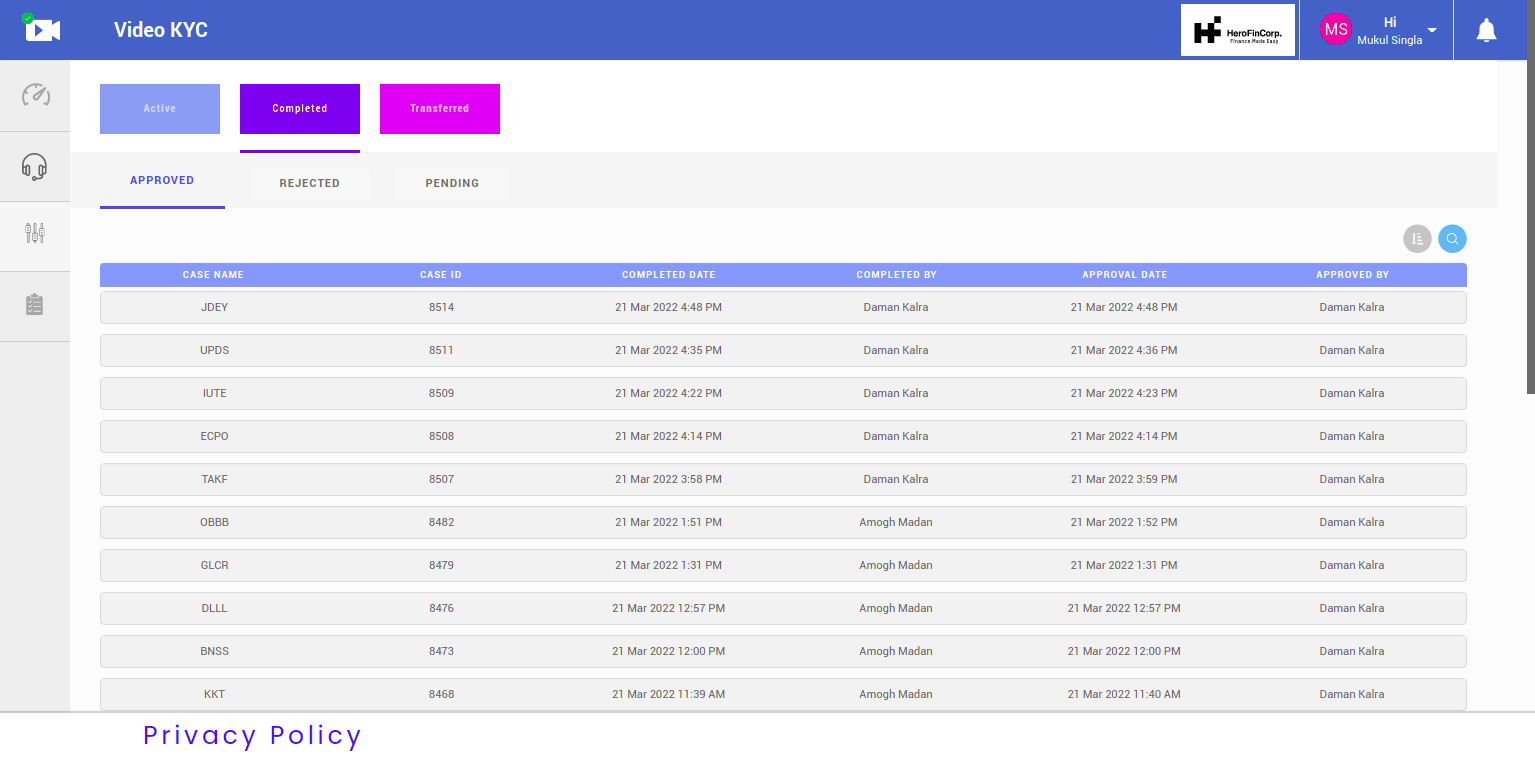 Video KYC
HeroFinCorp.
Finance Made Easy
MS
Hi
Mukul Singla
Active Completed Transferred
APPROVED REJECTED PENDING
CASE NAME CASE ID COMPLETED DATE COMPLETED BY APPROVAL DATE APPROVED BY
JDEY 8514 21 Mar 2022 4:48 PM Daman Kalra 21 Mar 2022 4:48 PM Daman Kalra
UPDS 8511 21 Mar 2022 4:35 PM Daman Kalra 21 Mar 2022 4:36 PM Daman Kalra
IUTE 8509 21 Mar 2022 4:22 PM Daman Kalra 21 Mar 2022 4:23 PM Daman Kalra
ECPO 8508 21 Mar 2022 4:14 PM Daman Kalra 21 Mar 2022 4:14 PM Daman Kalra
TAKF 8507 21 Mar 2022 3:58 PM Daman Kalra 21 Mar 2022 3:59 PM Daman Kalra
OBBB 8482 21 Mar 2022 1:51 PM Amogh Madan 21 Mar 2022 1:52 PM Daman Kalra
GLCR 8479 21 Mar 2022 1:31 PM Amogh Madan 21 Mar 2022 1:31 PM Daman Kalra
DLLL 8476 21 Mar 2022 12:57 PM Amogh Madan 21 Mar 2022 12:57 PM Daman Kalra
BNSS 8473 21 Mar 2022 12:00 PM Amogh Madan 21 Mar 2022 12:00 PM Daman Kalra
KKT 8468 21 Mar 2022 11:39 AM Amogh Madan 21 Mar 2022 11:40 AM Daman Kalra
Privacy Policy